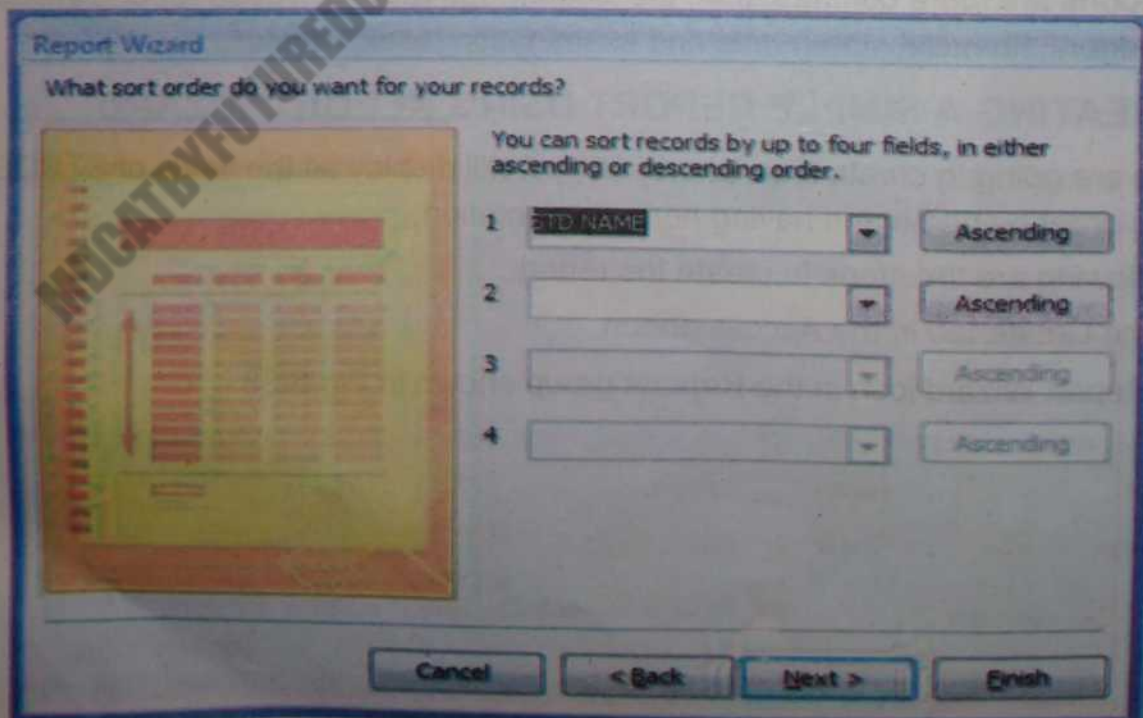 Report Wizard
What sort order do you want for your records?
You can sort records by up to four fields, in either
ascending or descending order.
1 STD NAME Ascending
2 Ascending
3 Ascending
4 Ascending
Cancel < Back Next > Finish
MDCATBYFUTURED